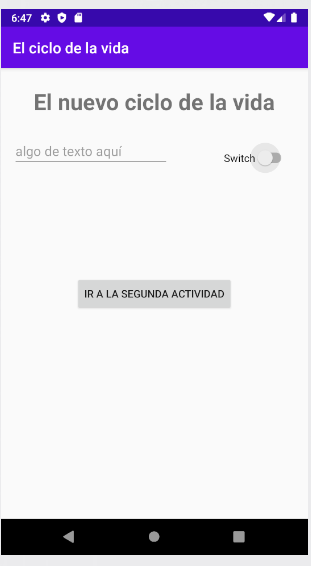 6:47
El ciclo de la vida
El nuevo ciclo de la vida
algo de texto aquí
Switch
IR A LA SEGUNDA ACTIVIDAD